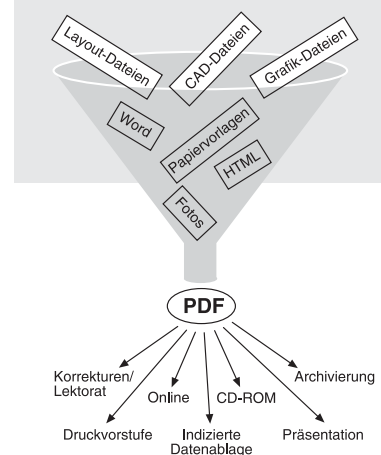 Layout-Dateien
CAD-Dateien
Grafik-Dateien
Word
Papiervorlagen
HTML
Fotos
PDF
Korrekturen/
Lektorat
Online
CD-ROM
Archivierung
Druckvorstufe
Indizierte
Datenablage
Präsentation